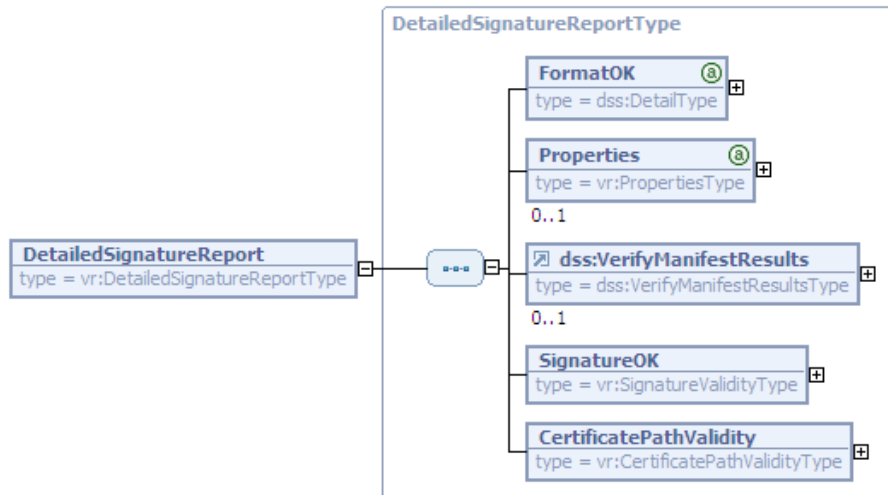 DetailedSignatureReportType
FormatOK
type = dss:DetailType
Properties
type = vr:PropertiesType
0..1
DetailedSignatureReport
type = vr:DetailedSignatureReportType
dss:VerifyManifestResults
type = dss:VerifyManifestResultsType
0..1
SignatureOK
type = vr:SignatureValidityType
CertificatePathValidity
type = vr:CertificatePathValidityType